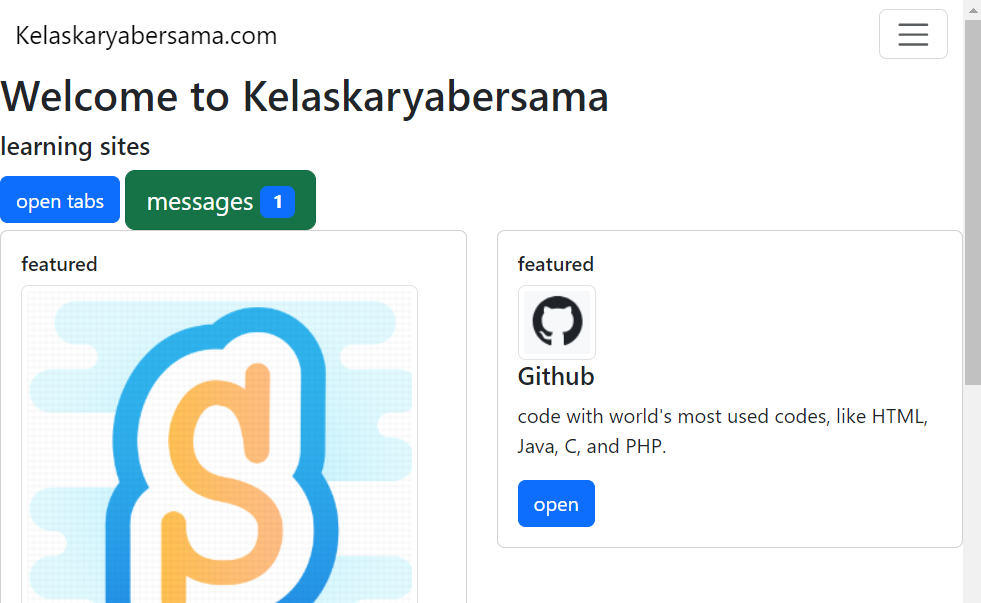 Kelaskaryabersama.com
Welcome to Kelaskaryabersama
learning sites
open tabs
messages 1
featured
featured
Github
code with world's most used codes, like HTML,
Java, C, and PHP.
open